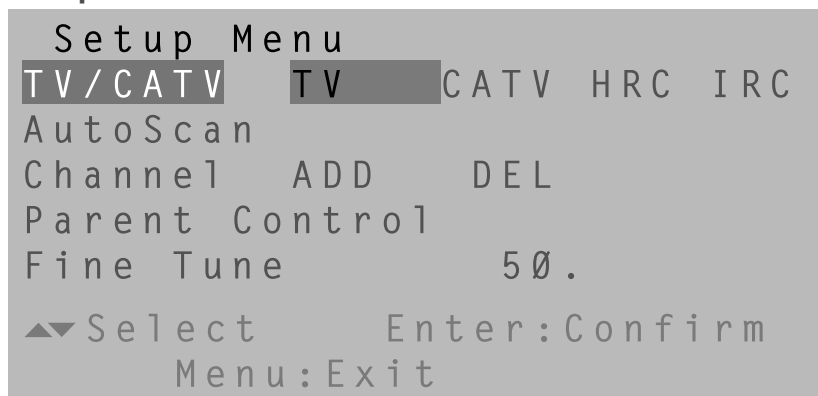 Setup Menu
TV/CATV TV CATV HRC IRC
AutoScan
Channel ADD DEL
Parent Control
Fine Tune 50.
▲▼Select Enter:Confirm
Menu:Exit